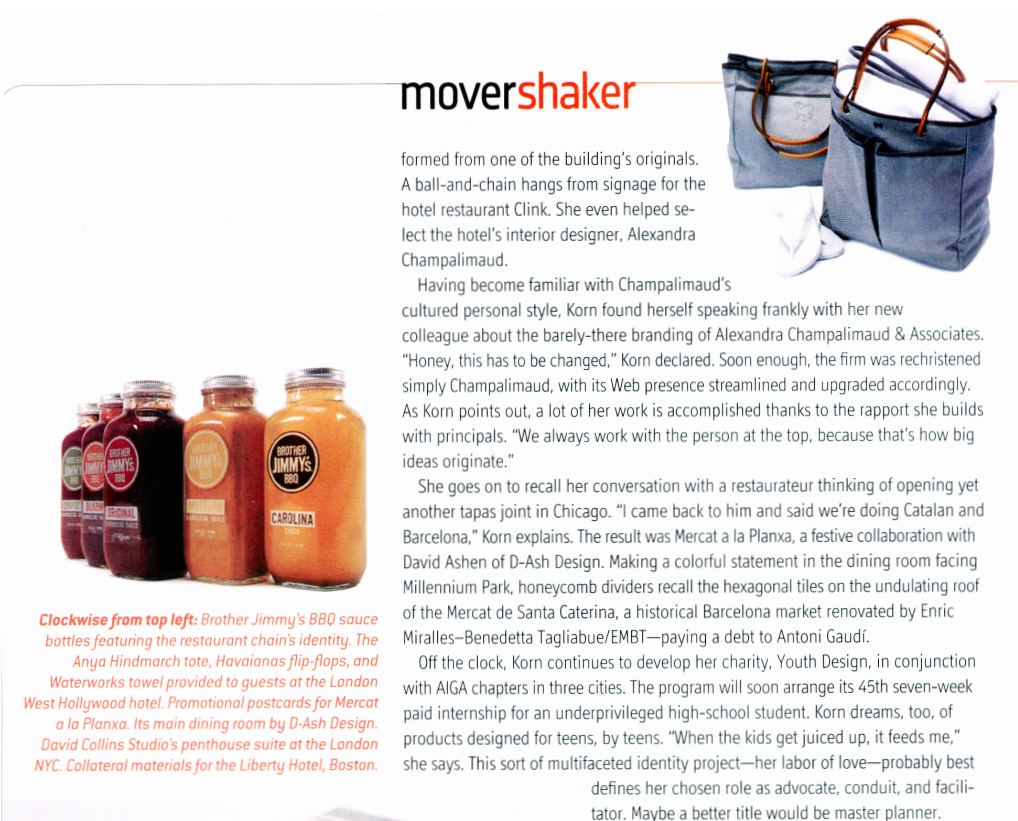 movershaker
formed from one of the building's originals.
A ball-and-chain hangs from signage for the
hotel restaurant Clink. She even helped se-
lect the hotel's interior designer, Alexandra
Champalimaud.
Having become familiar with Champalimaud's
cultured personal style, Korn found herself speaking frankly with her new
colleague about the barely-there branding of Alexandra Champalimaud & Associates.
"Honey, this has to be changed," Korn declared. Soon enough, the firm was rechristened
simply Champalimaud, with its Web presence streamlined and upgraded accordingly.
As Korn points out, a lot of her work is accomplished thanks to the rapport she builds
with principals. "We always work with the person at the top, because that's how big
ideas originate."
She goes on to recall her conversation with a restaurateur thinking of opening yet
another tapas joint in Chicago. "I came back to him and said we're doing Catalan and
Barcelona," Korn explains. The result was Mercat a la Planxa, a festive collaboration with
David Ashen of D-Ash Design. Making a colorful statement in the dining room facing
Millennium Park, honeycomb dividers recall the hexagonal tiles on the undulating roof
of the Mercat de Santa Caterina, a historical Barcelona market renovated by Enric
Miralles–Benedetta Tagliabue/EMBT—paying a debt to Antoni Gaudí.
Off the clock, Korn continues to develop her charity, Youth Design, in conjunction
with AIGA chapters in three cities. The program will soon arrange its 45th seven-week
paid internship for an underprivileged high-school student. Korn dreams, too, of
products designed for teens, by teens. "When the kids get juiced up, it feeds me,"
she says. This sort of multifaceted identity project—her labor of love—probably best
defines her chosen role as advocate, conduit, and facili-
tator. Maybe a better title would be master planner.
BROTHER
JIMMY's
BBQ
ORIGINAL
BROTHER
JIMMY's
BBQ
BROTHER
JIMMY's
BBQ
CAROLINA
SAUCE
Clockwise from top left: Brother Jimmy's BBQ sauce
bottles featuring the restaurant chain's identity. The
Anya Hindmarch tote, Havaianas flip-flops, and
Waterworks towel provided to guests at the London
West Hollywood hotel. Promotional postcards for Mercat
a la Planxa. Its main dining room by D-Ash Design.
David Collins Studio's penthouse suite at the London
NYC. Collateral materials for the Liberty Hotel, Boston.